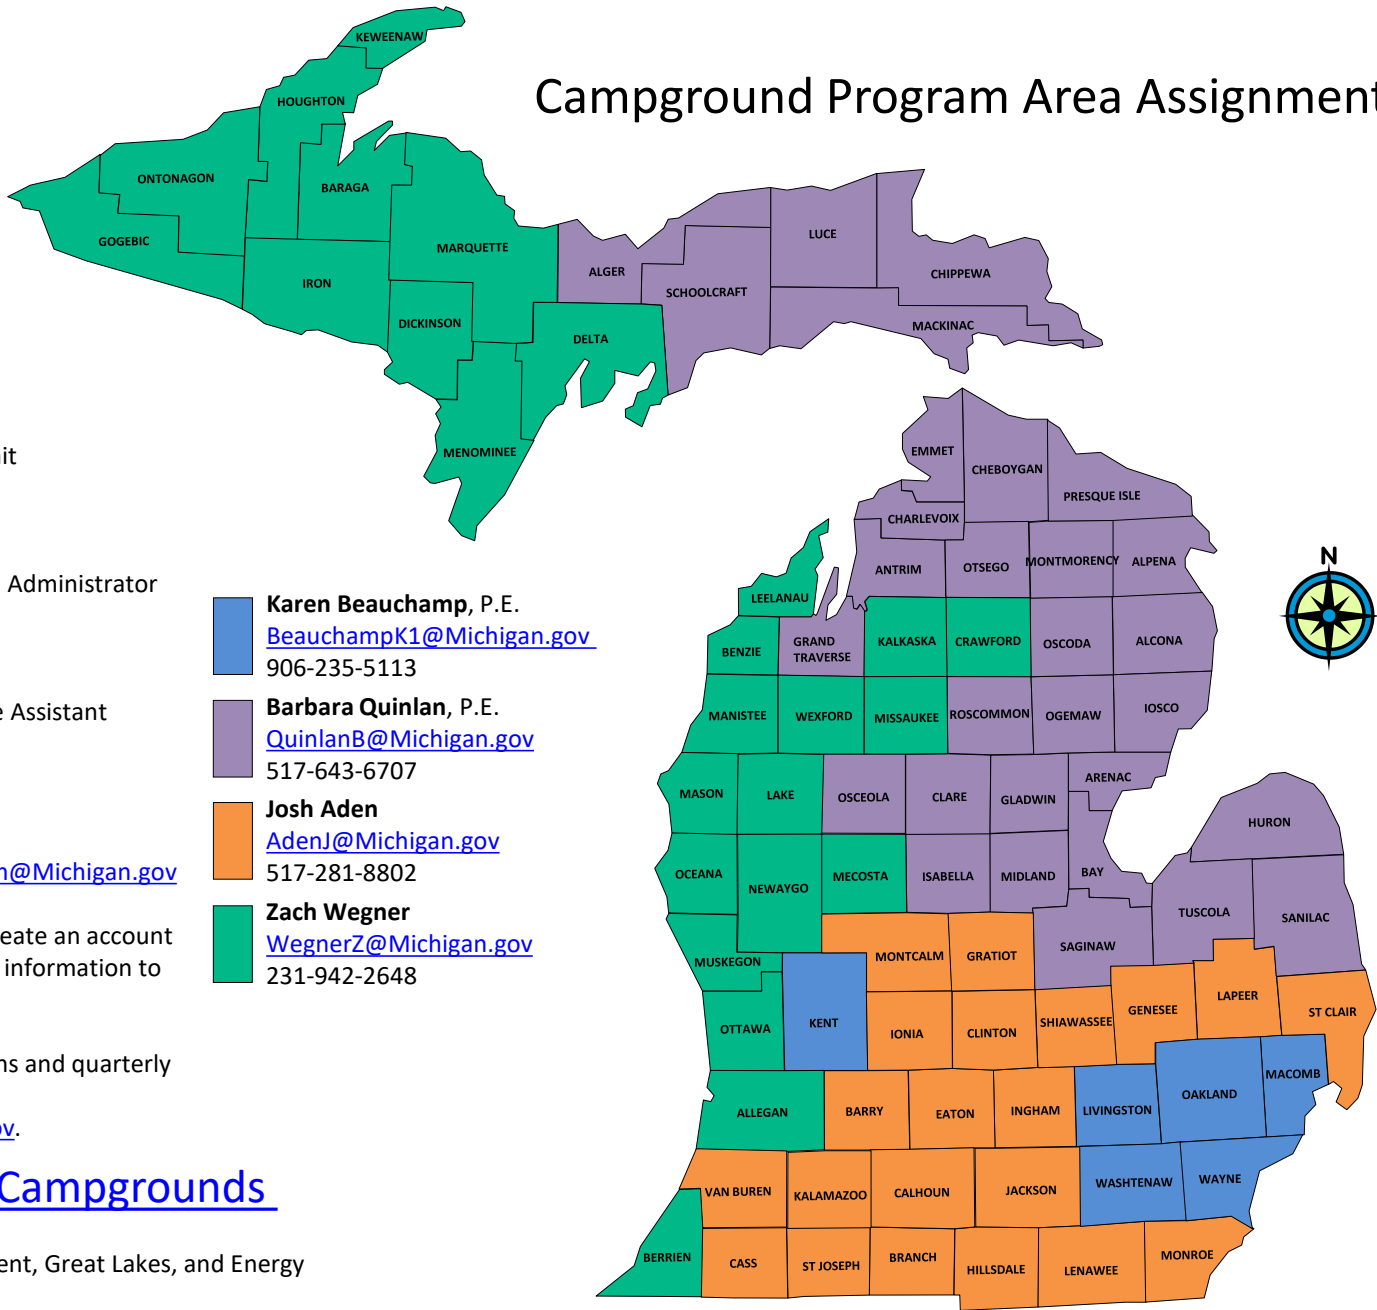 Campground Program Area Assignment
KEWEENAW
HOUGHTON
ONTONAGON
BARAGA
GOGEBIC
MARQUETTE
IRON
DICKINSON
DELTA
MENOMINEE
ALGER
SCHOOLCRAFT
LUCE
CHIPPEWA
MACKINAC
Administrator
e Assistant
n@Michigan.gov
eate an account
information to
ns and quarterly
ov.
Campgrounds
ent, Great Lakes, and Energy
Karen Beauchamp, P.E.
BeauchampK1@Michigan.gov
906-235-5113
Barbara Quinlan, P.E.
QuinlanB@Michigan.gov
517-643-6707
Josh Aden
AdenJ@Michigan.gov
517-281-8802
Zach Wegner
WegnerZ@Michigan.gov
231-942-2648
N
EMMET
CHEBOYGAN
PRESQUE ISLE
CHARLEVOIX
ANTRIM
OTSEGO
MONTMORENCY
ALPENA
LEELANAU
BENZIE
GRAND
TRAVERSE
KALKASKA
CRAWFORD
OSCODA
ALCONA
MANISTEE
WEXFORD
MISSAUKEE
ROSCOMMON
OGEMAW
IOSCO
MASON
LAKE
OSCEOLA
CLARE
GLADWIN
ARENAC
HURON
OCEANA
NEWAYGO
MECOSTA
ISABELLA
MIDLAND
BAY
TUSCOLA
SANILAC
MUSKEGON
MONTCALM
GRATIOT
SAGINAW
OTTAWA
KENT
IONIA
CLINTON
SHIAWASSEE
GENESEE
LAPEER
ST CLAIR
ALLEGAN
BARRY
EATON
INGHAM
LIVINGSTON
OAKLAND
MACOMB
VAN BUREN
KALAMAZOO
CALHOUN
JACKSON
WASHTENAW
WAYNE
BERRIEN
CASS
ST JOSEPH
BRANCH
HILLSDALE
LENAWEE
MONROE